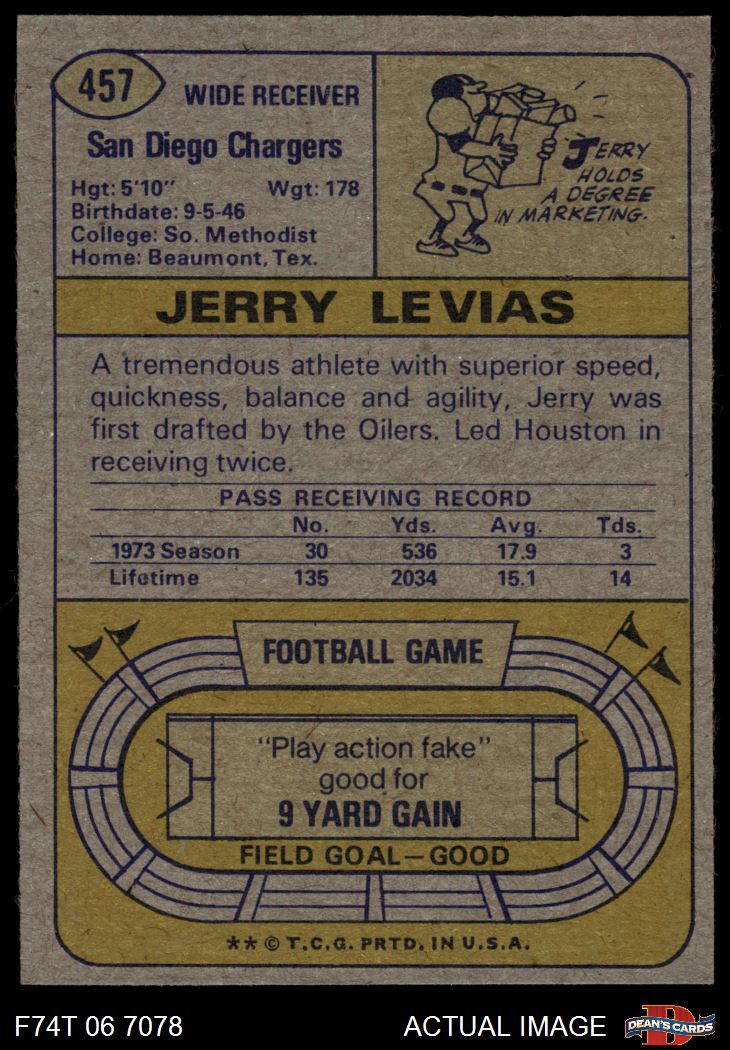 457
WIDE RECEIVER
San Diego Chargers
Hgt: 5'10" Wgt: 178
Birthdate: 9-5-46
College: So. Methodist
Home: Beaumont, Tex.
JERRY
HOLDS
A DEGREE
IN MARKETING.
JERRY LEVIAS
A tremendous athlete with superior speed,
quickness, balance and agility, Jerry was
first drafted by the Oilers. Led Houston in
receiving twice.
PASS RECEIVING RECORD
No. Yds. Avg. Tds.
1973 Season 30 536 17.9 3
Lifetime 135 2034 15.1 14
FOOTBALL GAME
"Play action fake"
good for
9 YARD GAIN
FIELD GOAL—GOOD
** © T.C.G. PRTD. IN U.S.A.
F74T 06 7078 ACTUAL IMAGE
D
DEAN'S CARDS